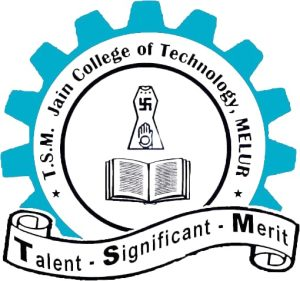 T.S.M. Jain College of Technology, MELUR
Talent - Significant - Merit